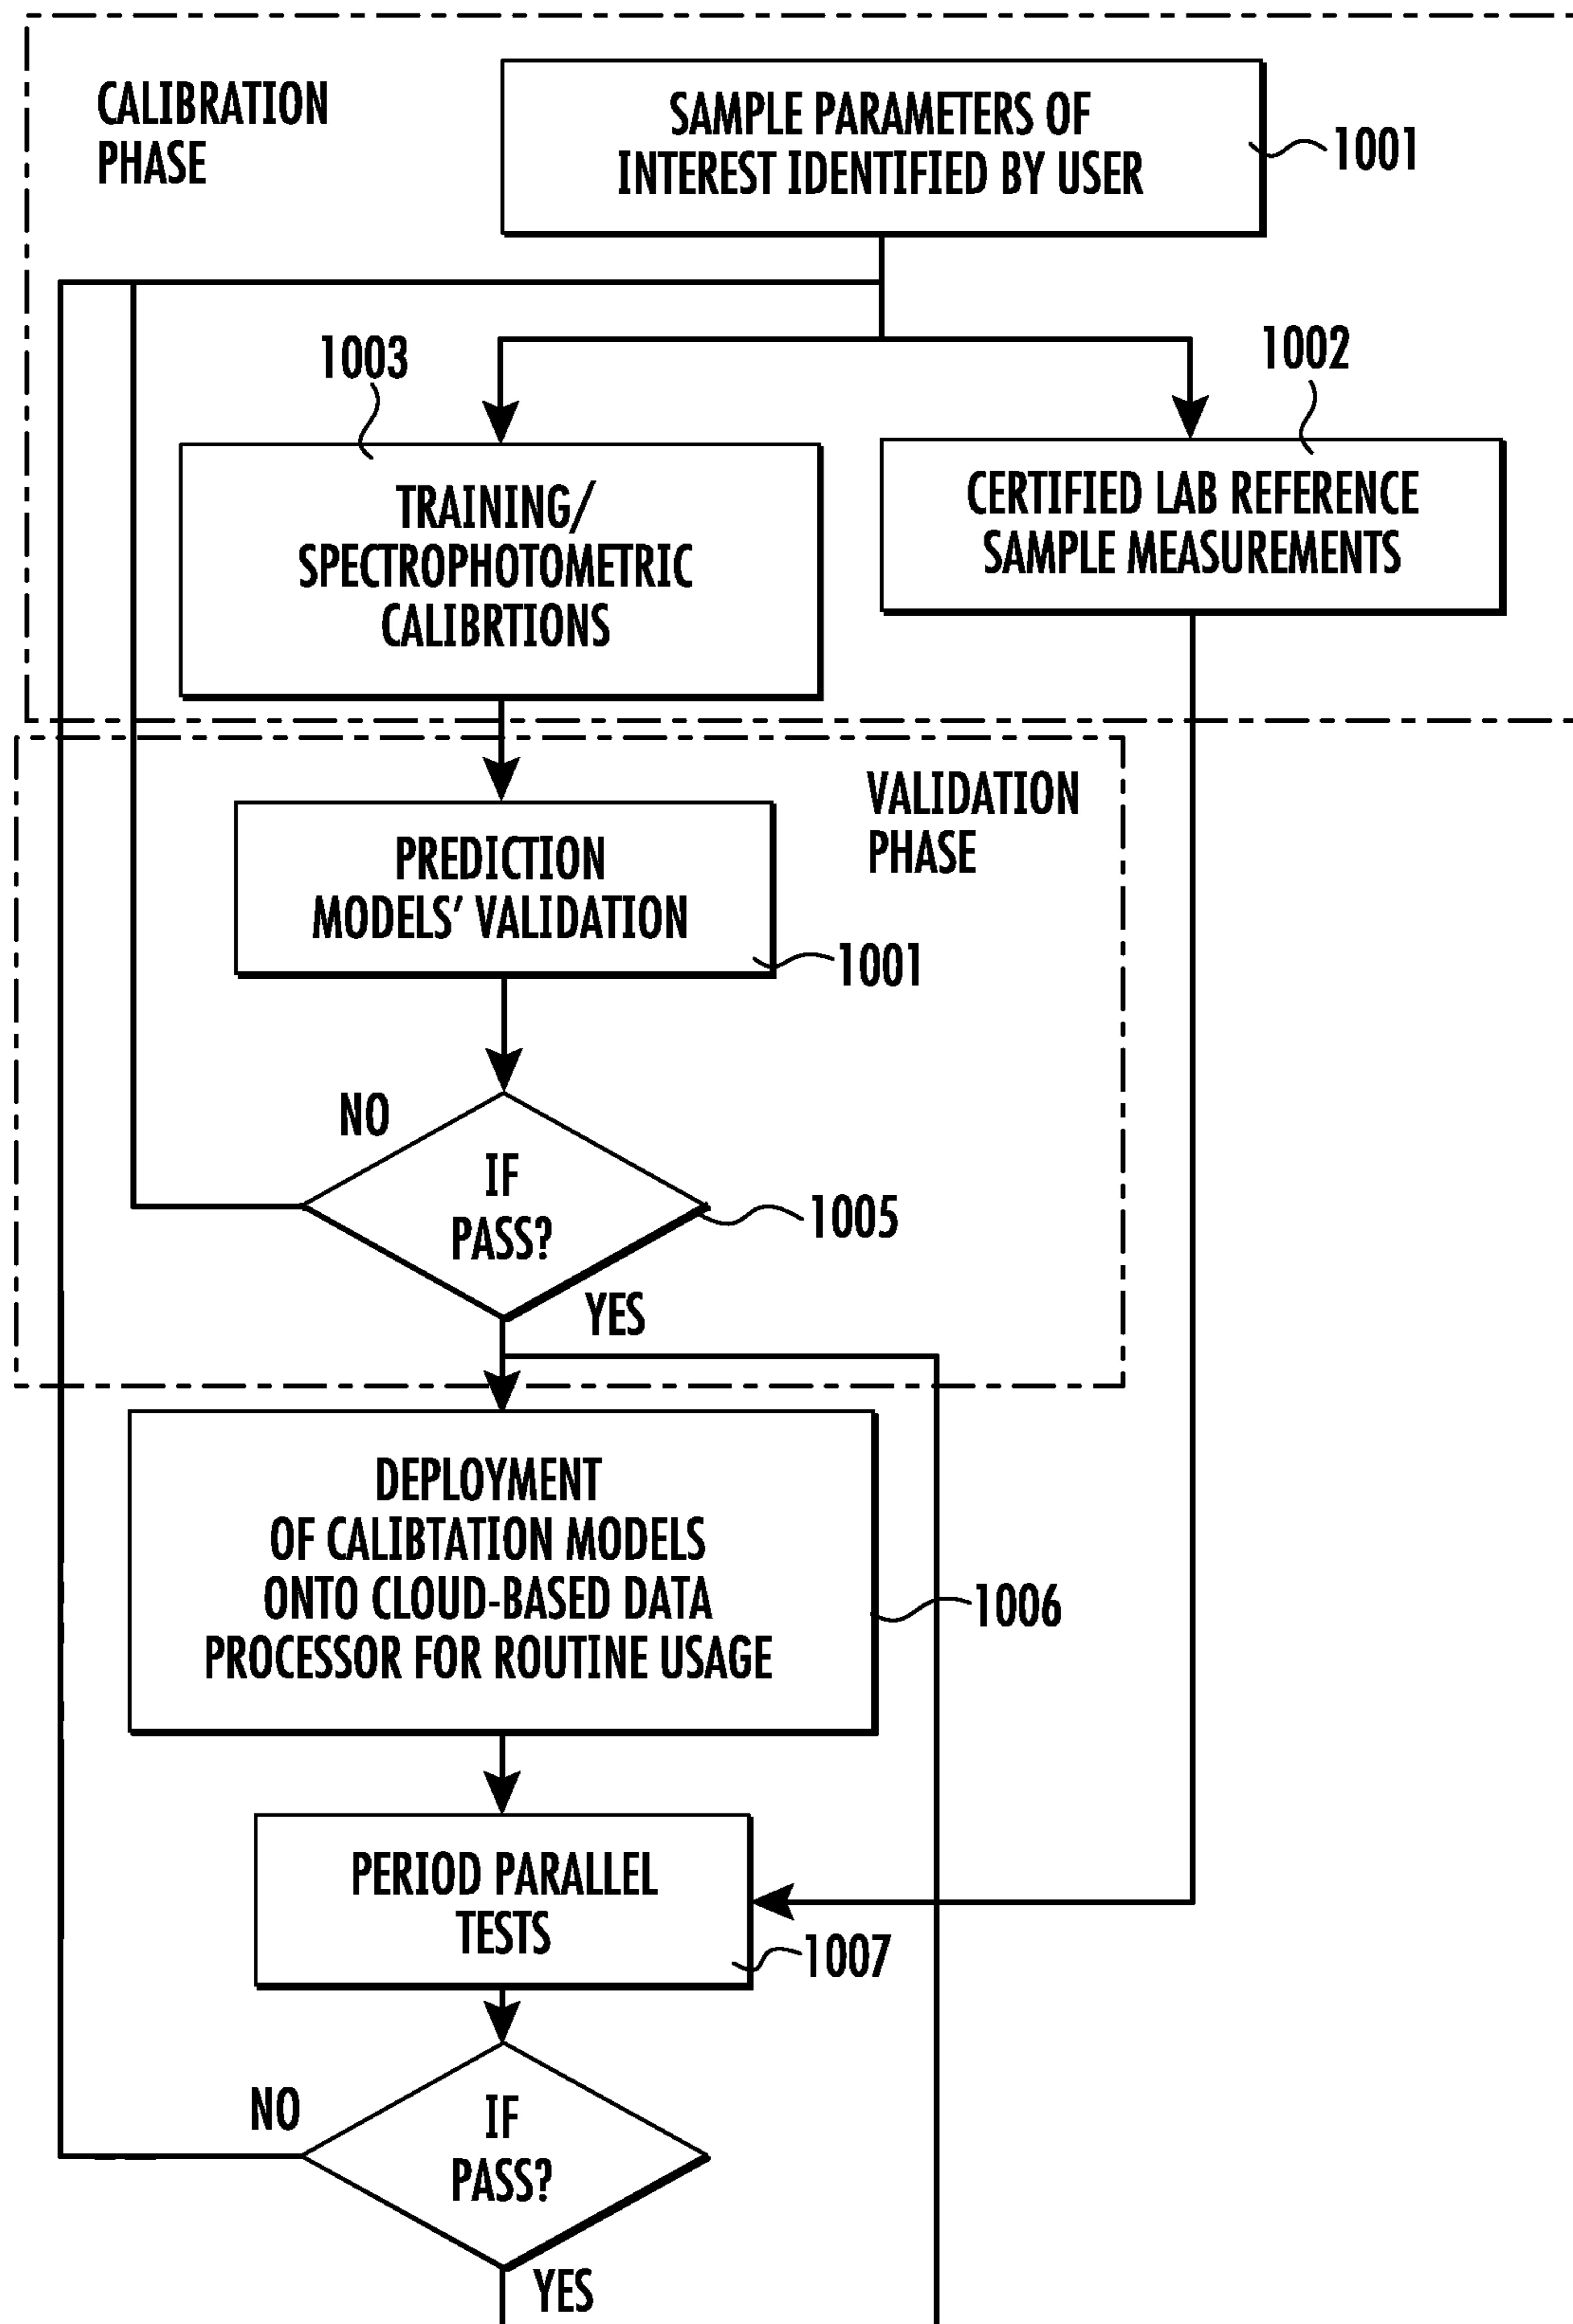 CALIBRATION
PHASE
SAMPLE PARAMETERS OF
INTEREST IDENTIFIED BY USER
1001
1003
1002
TRAINING/
SPECTROPHOTOMETRIC
CALIBRTIONS
CERTIFIED LAB REFERENCE
SAMPLE MEASUREMENTS
VALIDATION
PHASE
PREDICTION
MODELS' VALIDATION
1001
NO
IF
PASS?
1005
YES
DEPLOYMENT
OF CALIBTATION MODELS
ONTO CLOUD-BASED DATA
PROCESSOR FOR ROUTINE USAGE
1006
PERIOD PARALLEL
TESTS
1007
NO
IF
PASS?
YES